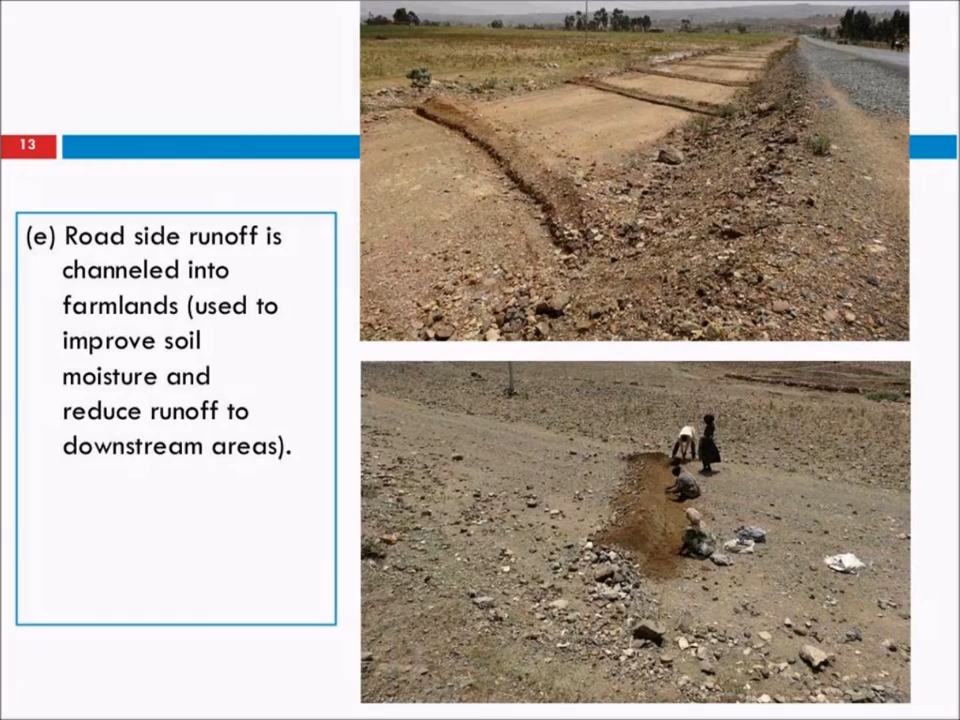 13
(e) Road side runoff is
channeled into
farmlands (used to
improve soil
moisture and
reduce runoff to
downstream areas).